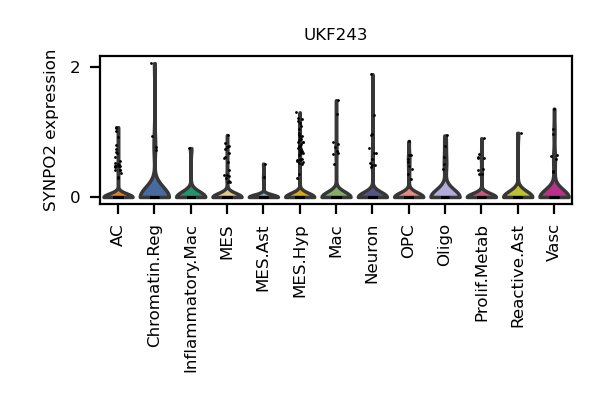 UKF243
SYNPO2 expression
2
0
AC
Chromatin.Reg
Inflammatory.Mac
MES
MES.Ast
MES.Hyp
Mac
Neuron
OPC
Oligo
Prolif.Metab
Reactive.Ast
Vasc